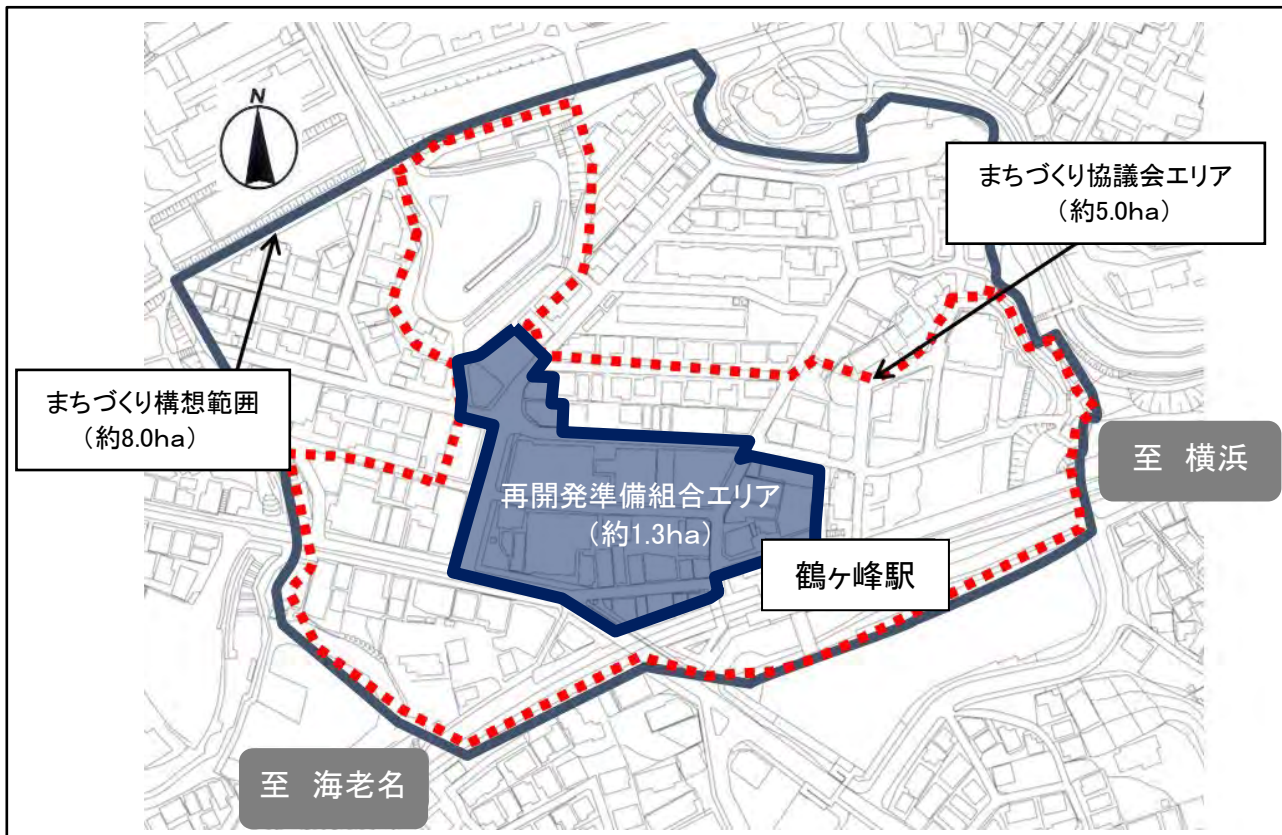 N
まちづくり協議会エリア
（約5.0ha）
まちづくり構想範囲
（約8.0ha）
至 横浜
再開発準備組合エリア
（約1.3ha）
鶴ヶ峰駅
至 海老名